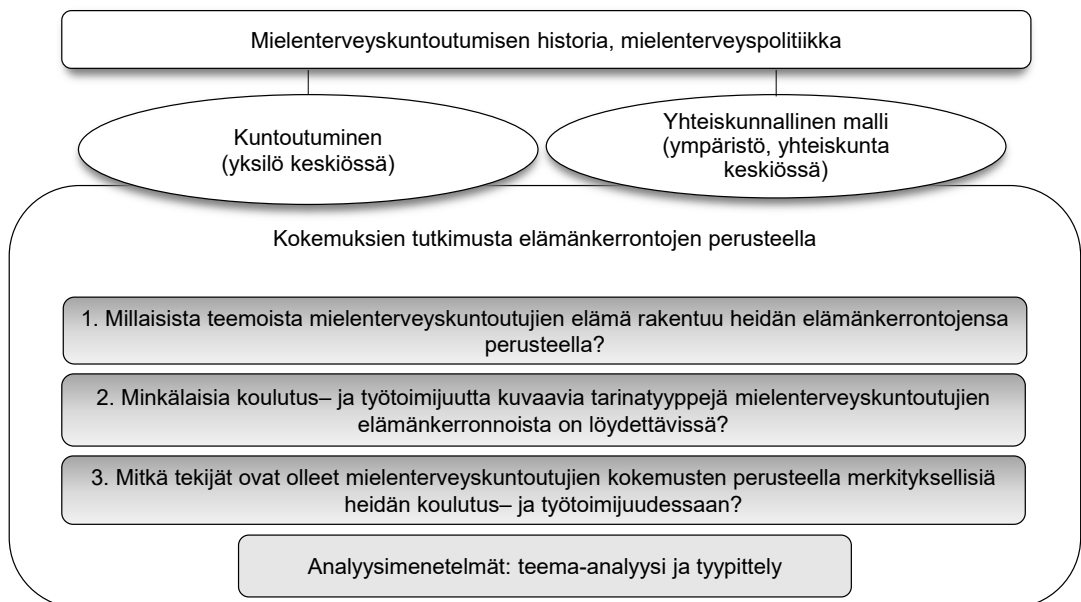 Mielenterveyskuntoutumisen historia, mielenterveyspolitiikka
Kuntoutuminen
(yksilö keskiössä)
Yhteiskunnallinen malli
(ympäristö, yhteiskunta
keskiössä)
Kokemuksien tutkimusta elämänkerrontojen perusteella
1. Millaisista teemoista mielenterveyskuntoutujien elämä rakentuu heidän elämänkerrontojensa
perusteella?
2. Minkälaisia koulutus– ja työtoimijuutta kuvaavia tarinatyyppejä mielenterveyskuntoutujien
elämänkerronnoista on löydettävissä?
3. Mitkä tekijät ovat olleet mielenterveyskuntoutujien kokemusten perusteella merkityksellisiä
heidän koulutus– ja työtoimijuudessaan?
Analyysimenetelmät: teema-analyysi ja tyypittely